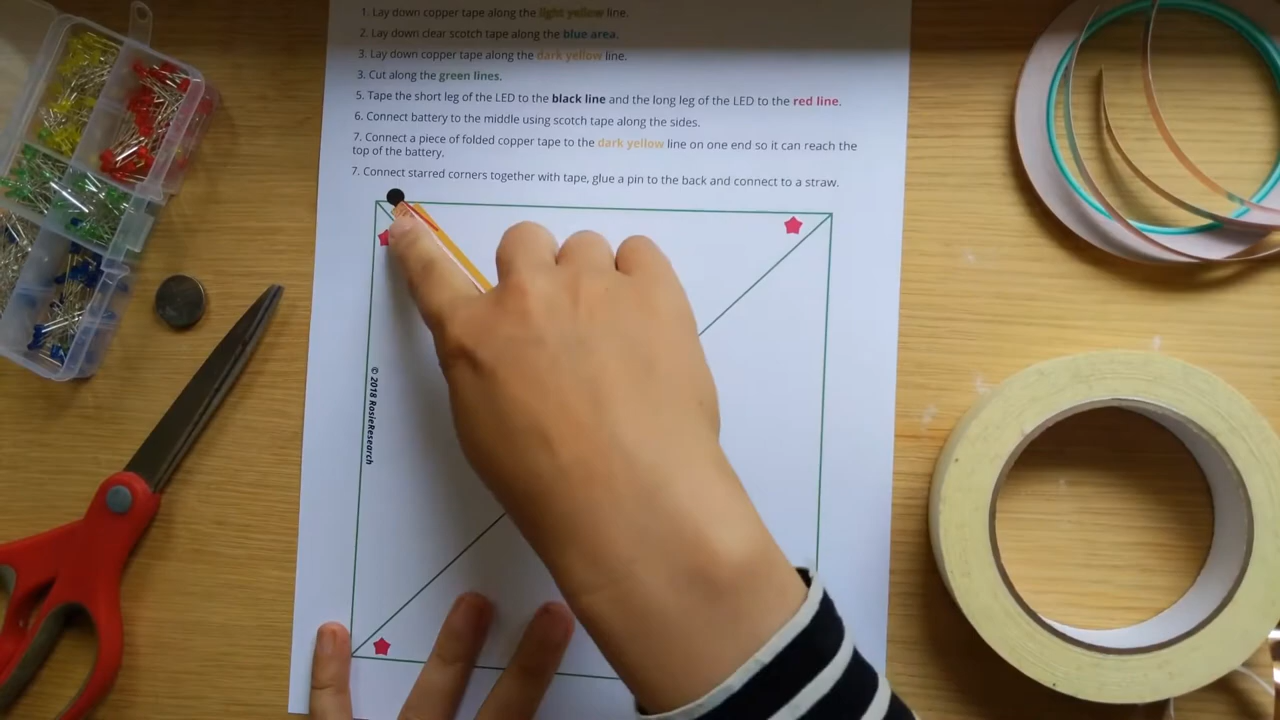 1. Lay down copper tape along the light yellow line.
2. Lay down clear scotch tape along the blue area.
3. Lay down copper tape along the dark yellow line.
3. Cut along the green lines.
5. Tape the short leg of the LED to the black line and the long leg of the LED to the red line.
6. Connect battery to the middle using scotch tape along the sides.
7. Connect a piece of folded copper tape to the dark yellow line on one end so it can reach the
top of the battery.
7. Connect starred corners together with tape, glue a pin to the back and connect to a straw.
© 2018 RosieResearch